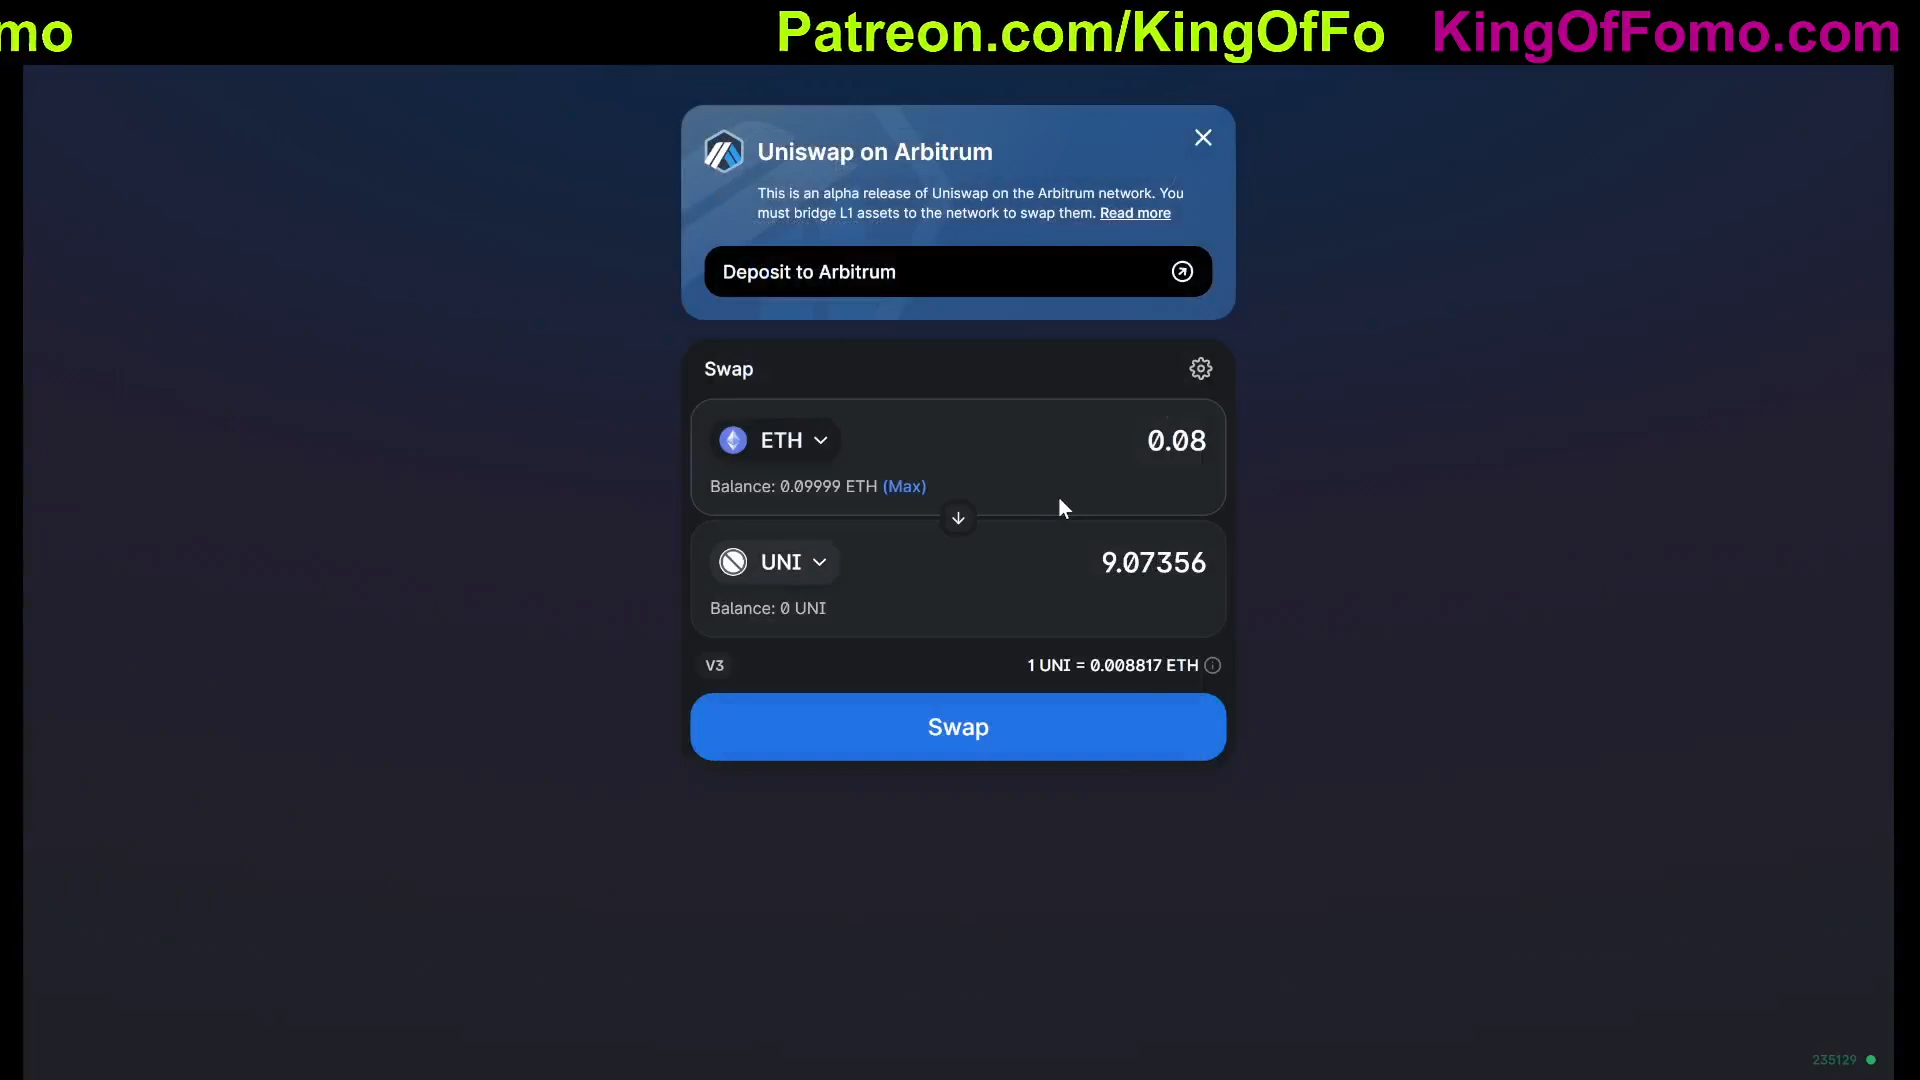 mo Patreon.com/KingOfFo KingOfFomo.com
Uniswap on Arbitrum
This is an alpha release of Uniswap on the Arbitrum network. You
must bridge L1 assets to the network to swap them. Read more
Deposit to Arbitrum
Swap
ETH 0.08
Balance: 0.09999 ETH (Max)
UNI 9.07356
Balance: 0 UNI
V3 1 UNI = 0.008817 ETH
Swap
235129